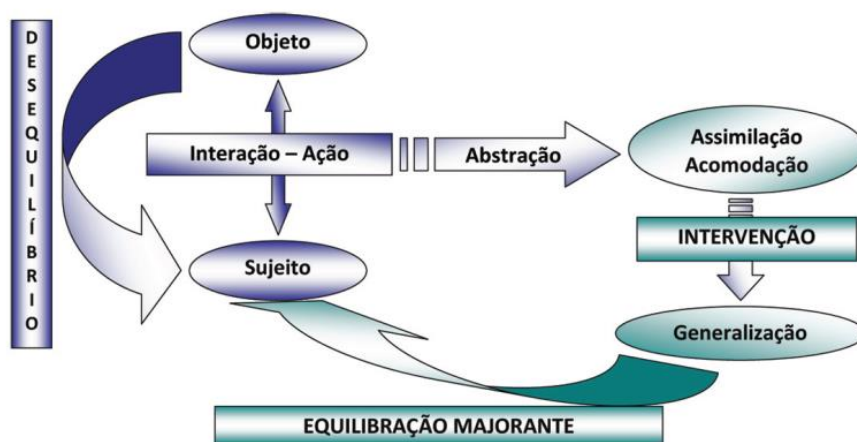 DESEQUILÍBRIO
Objeto
Interação – Ação
Abstração
Assimilação
Acomodação
INTERVENÇÃO
Sujeito
Generalização
EQUILIBRAÇÃO MAJORANTE